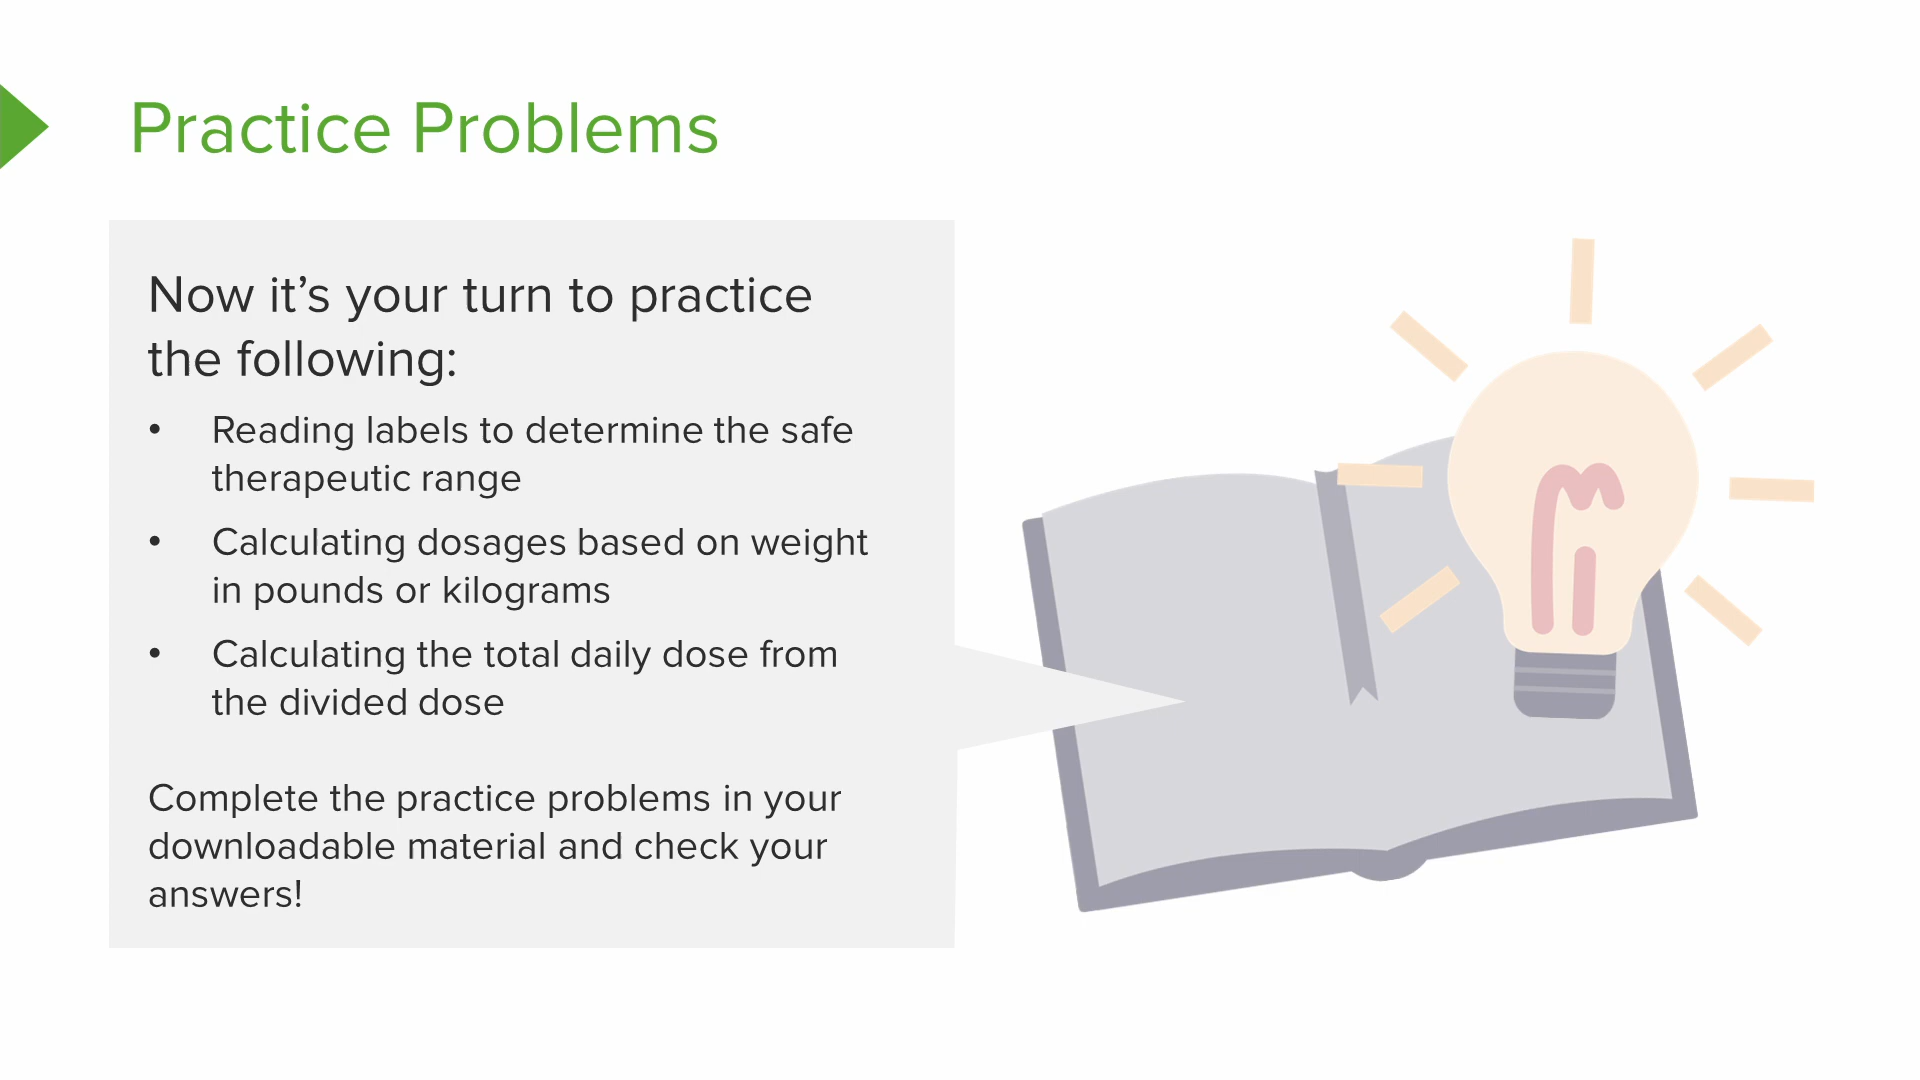 Practice Problems
Now it’s your turn to practice
the following:
• Reading labels to determine the safe
therapeutic range
• Calculating dosages based on weight
in pounds or kilograms
• Calculating the total daily dose from
the divided dose
Complete the practice problems in your
downloadable material and check your
answers!